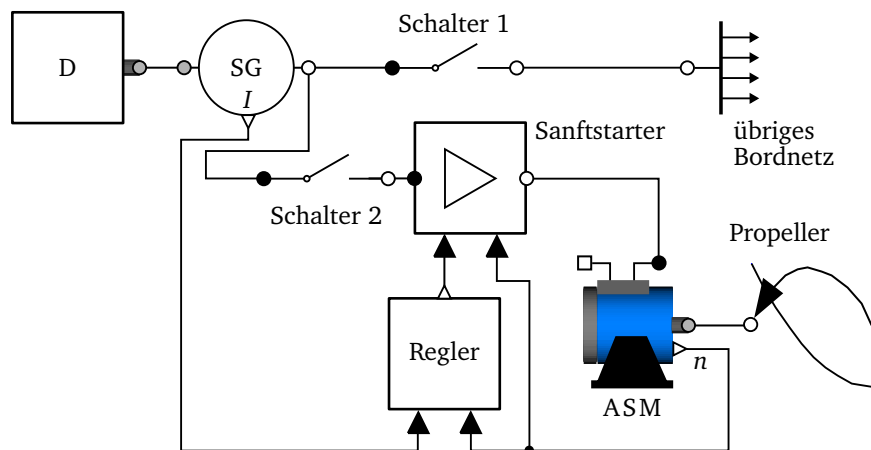 Schalter 1
D
SG
I
Sanftstarter
übriges
Bordnetz
Schalter 2
Propeller
Regler
n
ASM